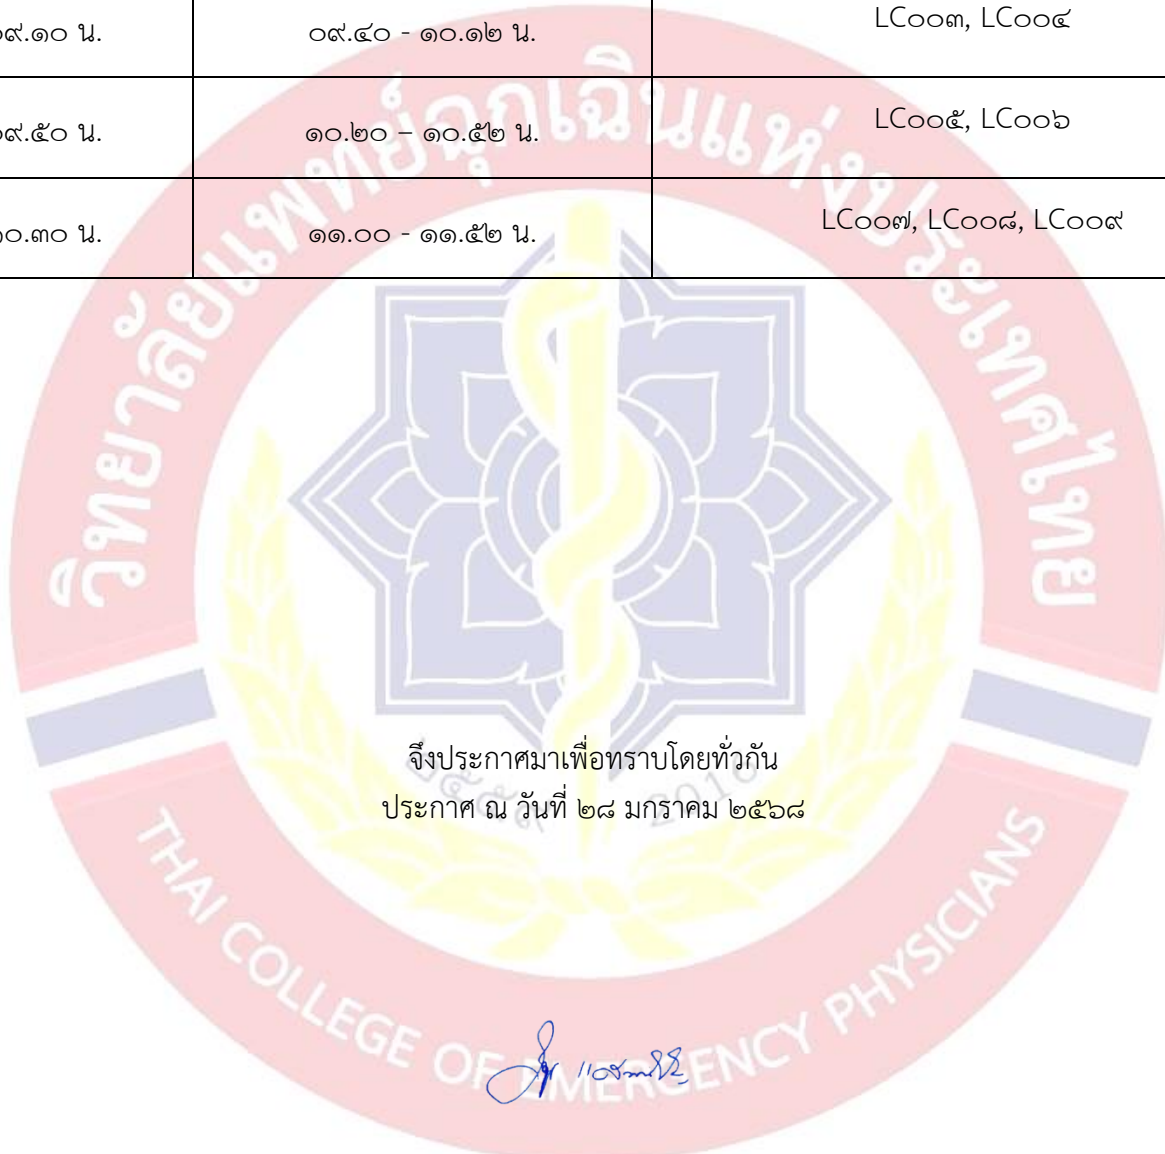 ๐๙.๑๐ น. ๐๙.๔๐ - ๑๐.๑๒ น. LC๐๐๓, LC๐๐๔
๐๙.๕๐ น. ๑๐.๒๐ – ๑๐.๕๒ น. LC๐๐๕, LC๐๐๖
๑๐.๓๐ น. ๑๑.๐๐ - ๑๑.๕๒ น. LC๐๐๗, LC๐๐๘, LC๐๐๙
วิทยาลัยแพทย์ฉุกเฉินแห่งประเทศไทย
จึงประกาศมาเพื่อทราบโดยทั่วกัน
๒๕๕๙ 2016
ประกาศ ณ วันที่ ๒๘ มกราคม ๒๕๖๘
THAI COLLEGE OF EMERGENCY PHYSICIANS